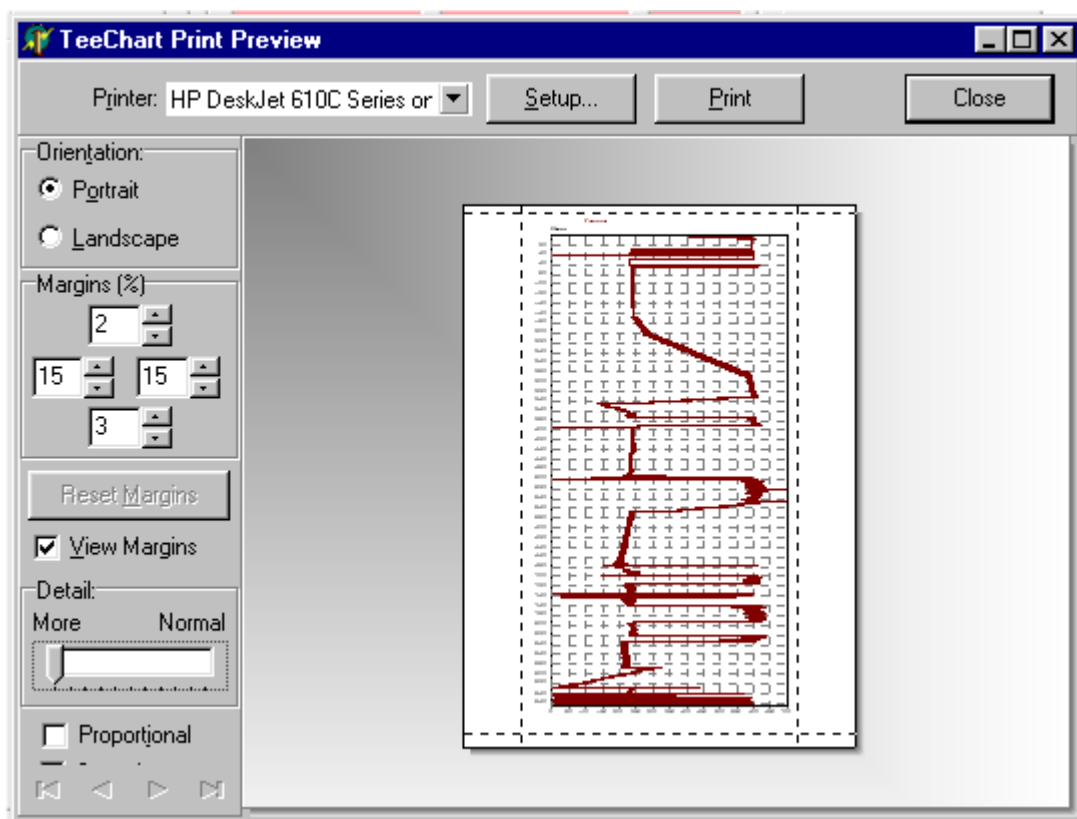 TeeChart Print Preview
Printer: HP DeskJet 610C Series or Setup... Print Close
Orientation:
Portrait
Landscape
Margins (%)
2
15 15
3
Reset Margins
View Margins
Detail:
More Normal
Proportional